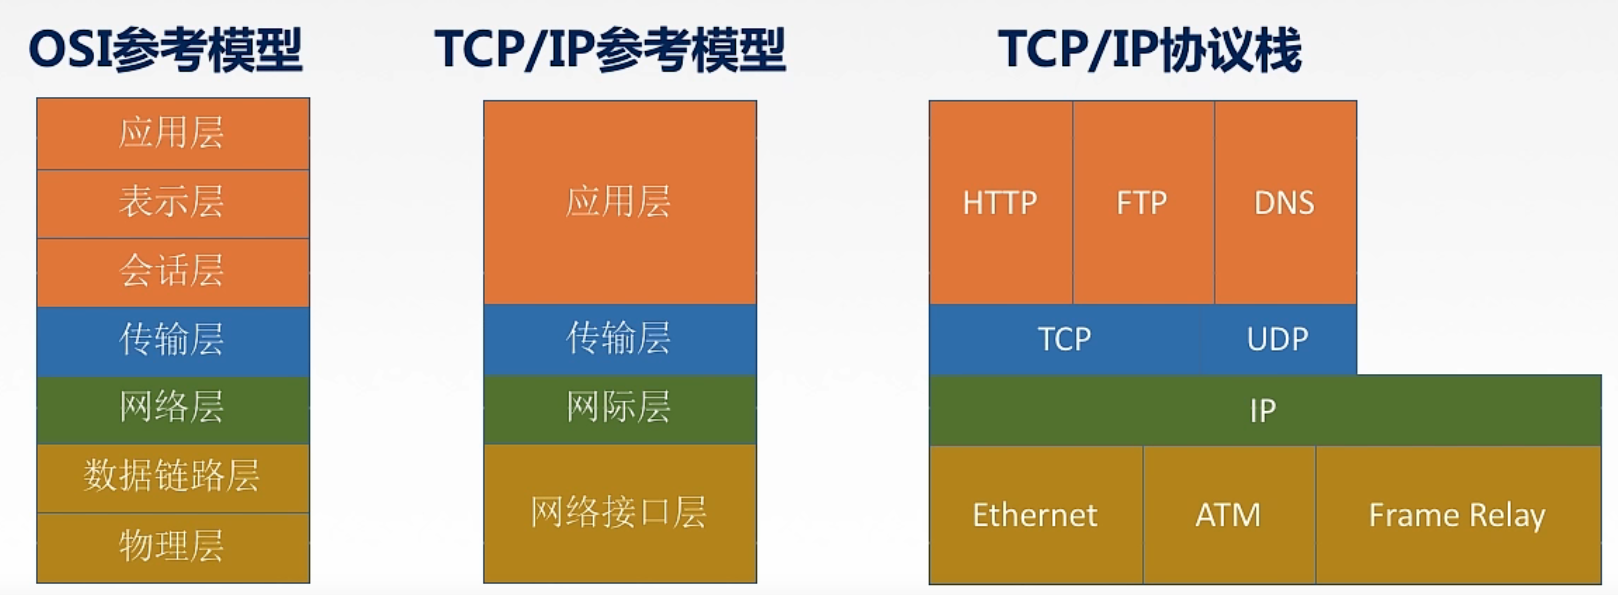 OSI参考模型
应用层
表示层
会话层
传输层
网络层
数据链路层
物理层
TCP/IP参考模型
应用层
传输层
网际层
网络接口层
TCP/IP协议栈
HTTP FTP DNS
TCP UDP
IP
Ethernet ATM Frame Relay